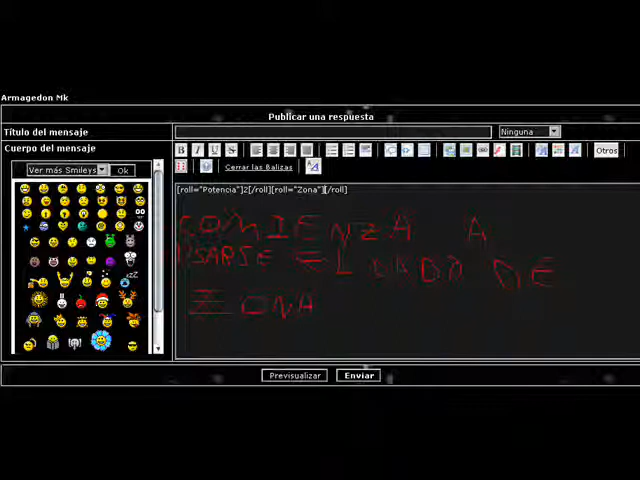 Armagedon Mk
Publicar una respuesta
Título del mensaje
Ninguna
Cuerpo del mensaje
Ver más Smileys Ok
B I U S
Otros
Cerrar las Balizas
[roll="Potencia"]2[/roll][roll="Zona"][/roll]
COMIENZA A
USARSE EL DADO DE
ZONA
Previsualizar Enviar